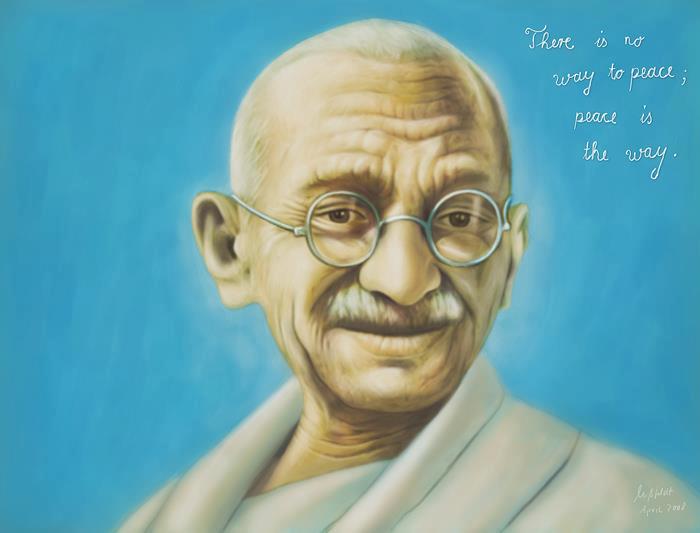 There is no
way to peace;
peace is
the way.
April 2008